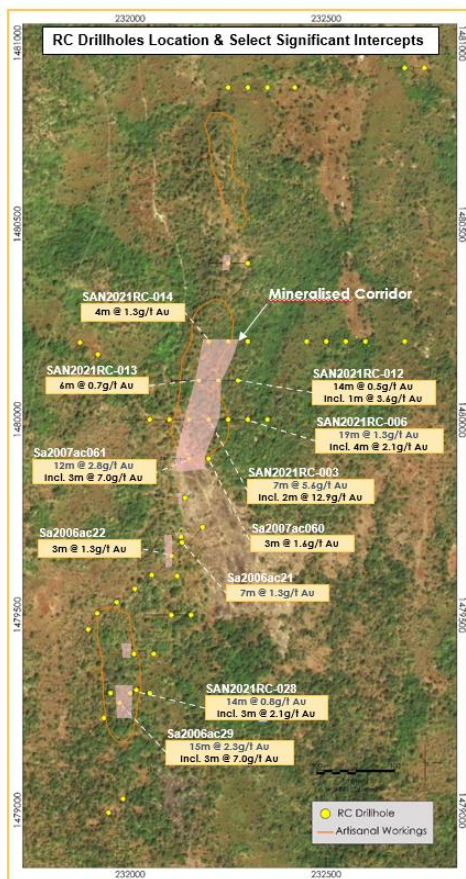 232000 232500
RC Drillholes Location & Select Significant Intercepts
1481000 1481000
1480500 1480500
SAN2021RC-014
4m @ 1.3g/t Au
Mineralised Corridor
SAN2021RC-013
6m @ 0.7g/t Au
SAN2021RC-012
14m @ 0.5g/t Au
Incl. 1m @ 3.6g/t Au
1480000 1480000
SAN2021RC-006
19m @ 1.3g/t Au
Incl. 4m @ 2.1g/t Au
Sa2007ac061
12m @ 2.8g/t Au
Incl. 3m @ 7.0g/t Au
SAN2021RC-003
7m @ 5.6g/t Au
Incl. 2m @ 12.9g/t Au
Sa2007ac060
3m @ 1.6g/t Au
Sa2006ac22
3m @ 1.3g/t Au
Sa2006ac21
7m @ 1.3g/t Au
1479500 1479500
SAN2021RC-028
14m @ 0.8g/t Au
Incl. 3m @ 2.1g/t Au
Sa2006ac29
15m @ 2.3g/t Au
Incl. 3m @ 7.0g/t Au
1479000 1479000
RC Drillhole
Artisanal Workings
232000 232500